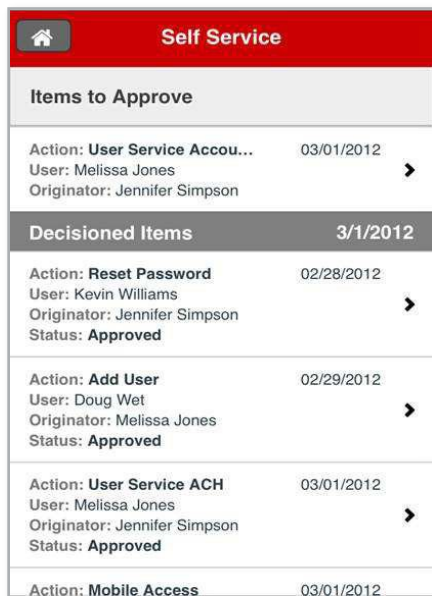 Self Service
Items to Approve
Action: User Service Accou... 03/01/2012
User: Melissa Jones
Originator: Jennifer Simpson
Decisioned Items 3/1/2012
Action: Reset Password 02/28/2012
User: Kevin Williams
Originator: Jennifer Simpson
Status: Approved
Action: Add User 02/29/2012
User: Doug Wet
Originator: Melissa Jones
Status: Approved
Action: User Service ACH 03/01/2012
User: Melissa Jones
Originator: Jennifer Simpson
Status: Approved
Action: Mobile Access 03/01/2012